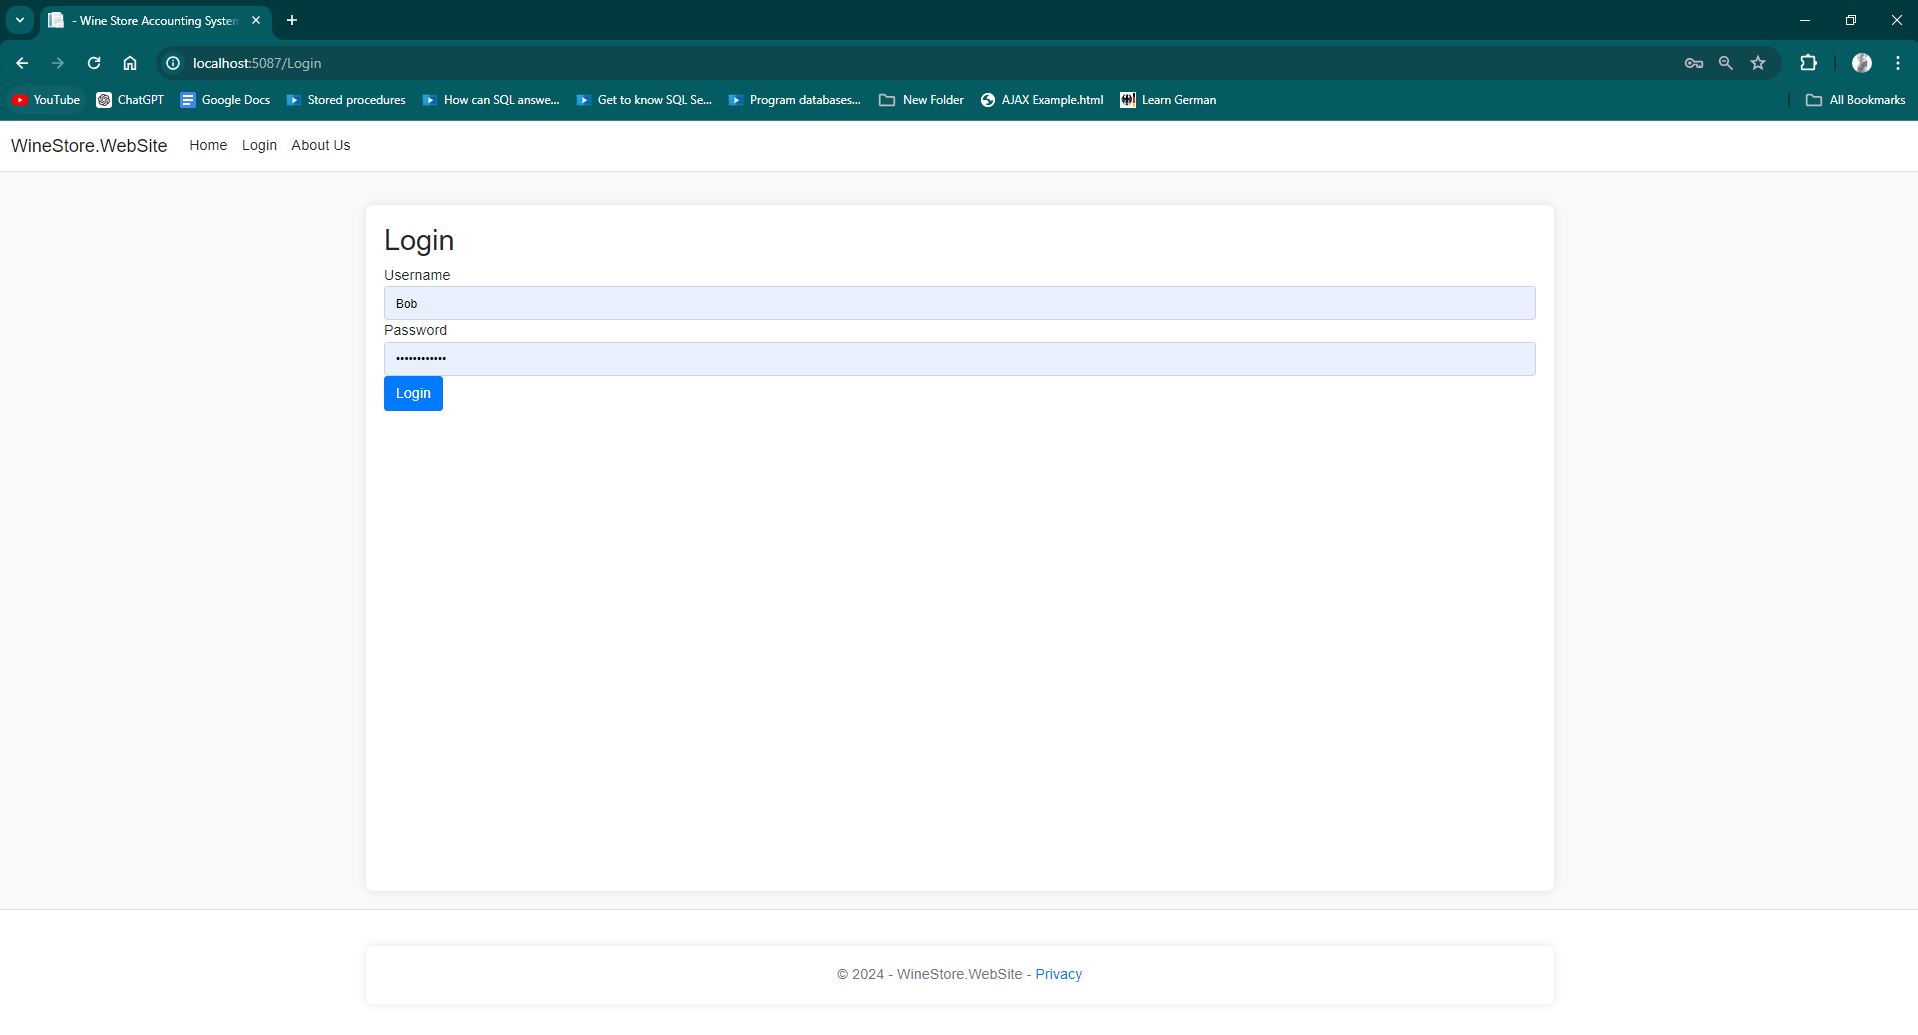 - Wine Store Accounting System
localhost:5087/Login
YouTube ChatGPT Google Docs Stored procedures How can SQL answe... Get to know SQL Se... Program databases... New Folder AJAX Example.html Learn German All Bookmarks
WineStore.WebSite Home Login About Us
Login
Username
Bob
Password
••••••••••••
Login
© 2024 - WineStore.WebSite - Privacy